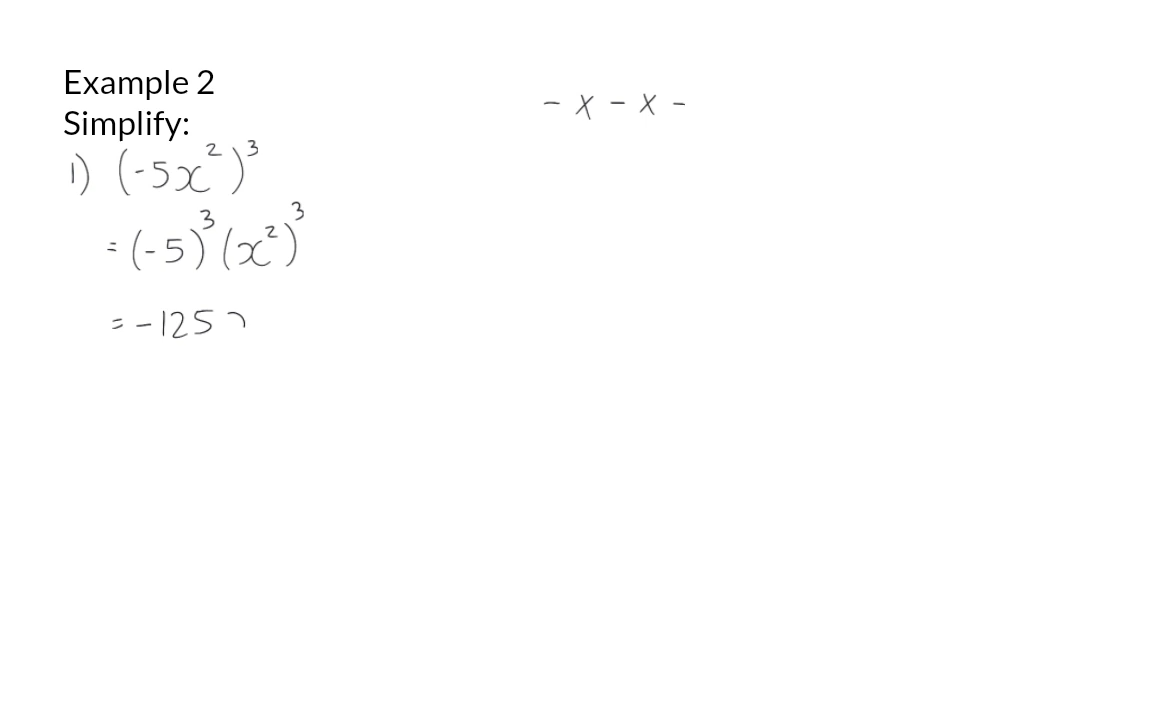 Example 2
Simplify:
1) (-5x²)³
= (-5)³(x²)³
= -125
- × - × -